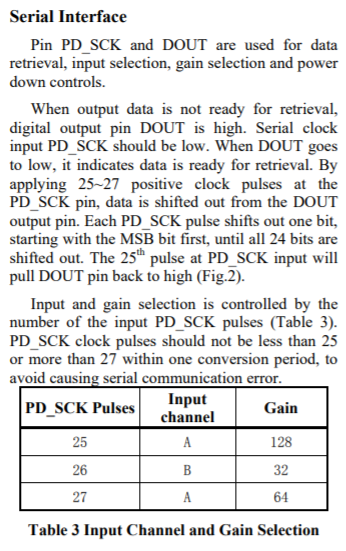 Serial Interface
Pin PD_SCK and DOUT are used for data
retrieval, input selection, gain selection and power
down controls.
When output data is not ready for retrieval,
digital output pin DOUT is high. Serial clock
input PD_SCK should be low. When DOUT goes
to low, it indicates data is ready for retrieval. By
applying 25~27 positive clock pulses at the
PD_SCK pin, data is shifted out from the DOUT
output pin. Each PD_SCK pulse shifts out one bit,
starting with the MSB bit first, until all 24 bits are
shifted out. The 25th pulse at PD_SCK input will
pull DOUT pin back to high (Fig.2).
Input and gain selection is controlled by the
number of the input PD_SCK pulses (Table 3).
PD_SCK clock pulses should not be less than 25
or more than 27 within one conversion period, to
avoid causing serial communication error.
PD_SCK Pulses Input channel Gain
25 A 128
26 B 32
27 A 64
Table 3 Input Channel and Gain Selection